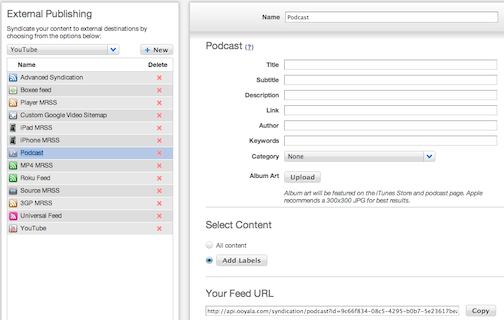 External Publishing
Syndicate your content to external destinations by
choosing from the options below:
YouTube
+ New
Name Delete
Advanced Syndication
Boxee feed
Player MRSS
Custom Google Video Sitemap
iPad MRSS
iPhone MRSS
Podcast
MP4 MRSS
Roku Feed
Source MRSS
3GP MRSS
Universal Feed
YouTube
Name Podcast
Podcast (?)
Title
Subtitle
Description
Link
Author
Keywords
Category None
Album Art Upload
Album art will be featured on the iTunes Store and podcast page. Apple
recommends a 300x300 JPG for best results.
Select Content
All content
Add Labels
Your Feed URL
http://api.ooyala.com/syndication/podcast?id=9c66f834-08c5-4295-b0b7-5e23617be
Copy